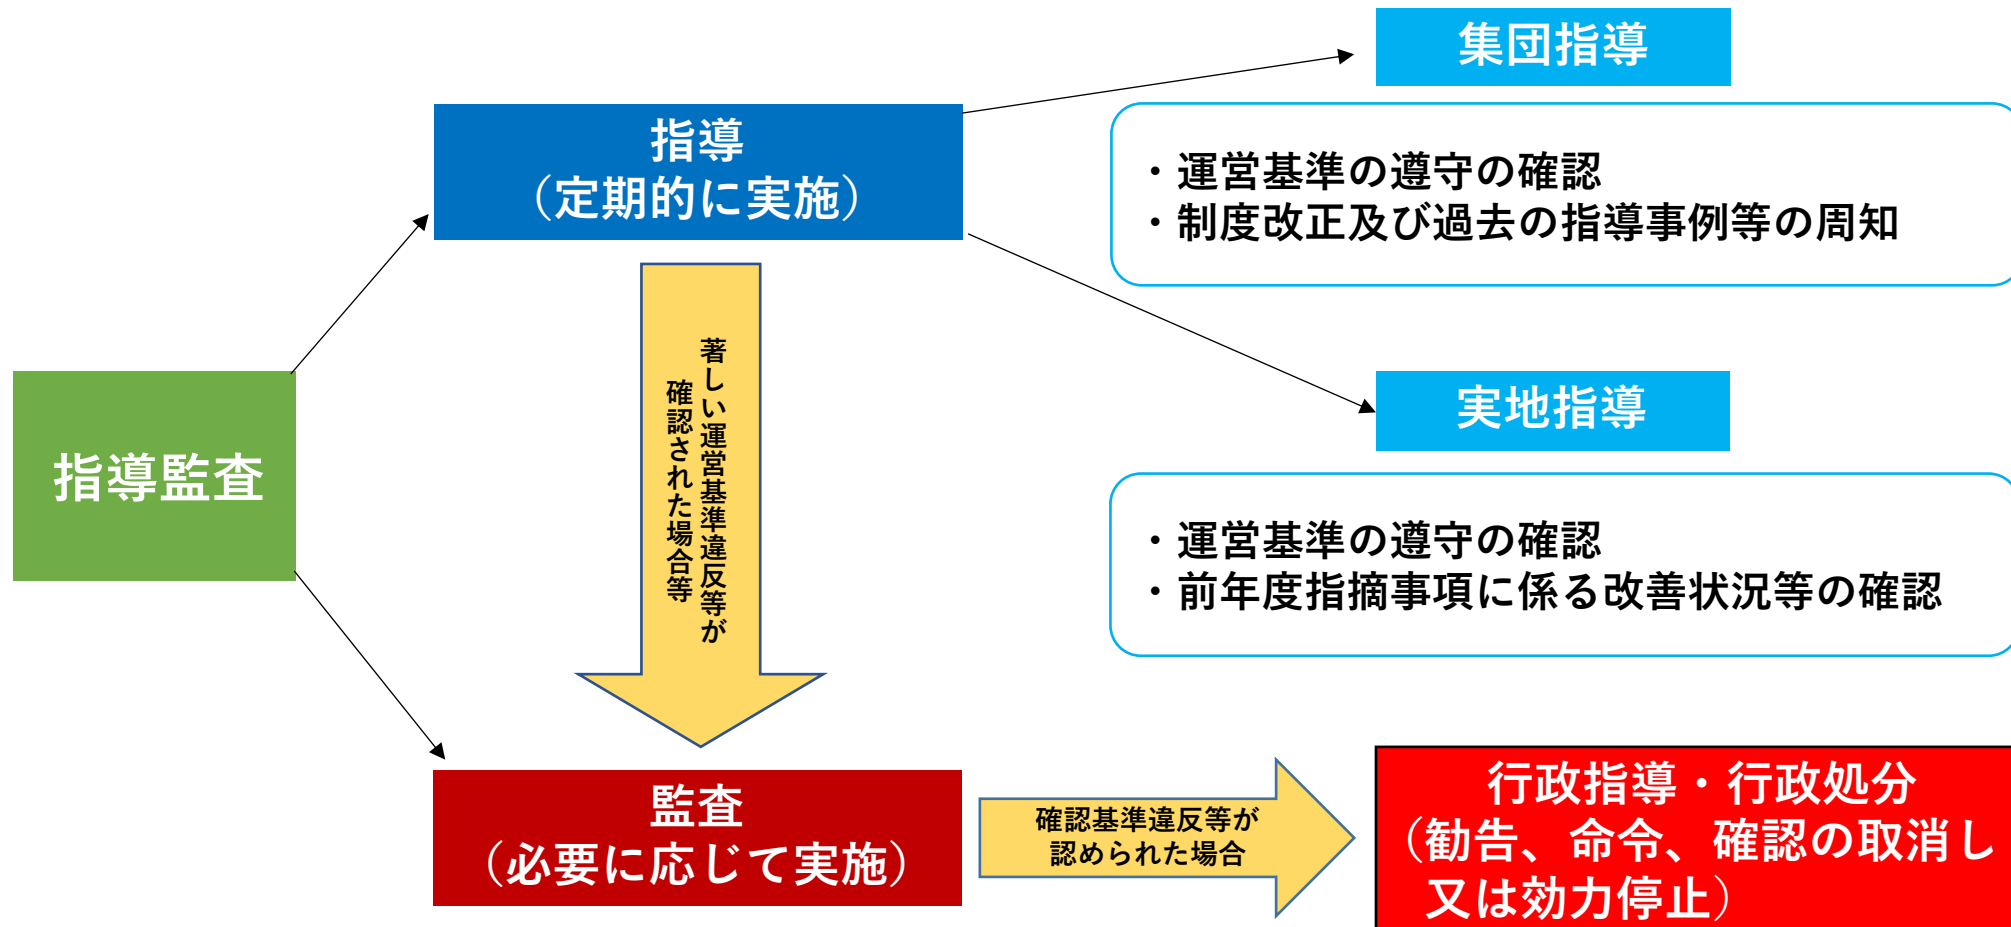 集団指導
指導
（定期的に実施）
・運営基準の遵守の確認
・制度改正及び過去の指導事例等の周知
著しい運営基準違反等が
確認された場合等
実地指導
指導監査
・運営基準の遵守の確認
・前年度指摘事項に係る改善状況等の確認
監査
（必要に応じて実施）
確認基準違反等が
認められた場合
行政指導・行政処分
（勧告、命令、確認の取消し
又は効力停止）